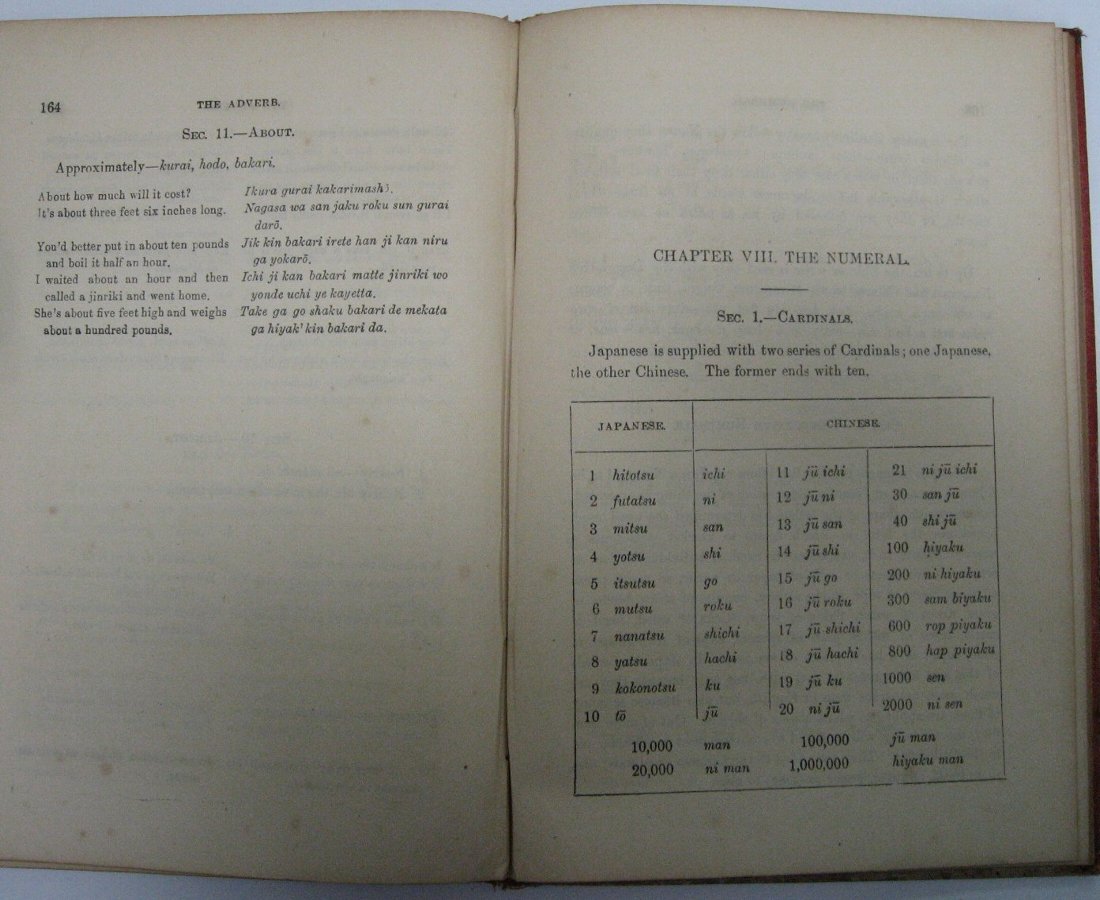 164
THE ADVERB.
SEC. 11.—ABOUT.
Approximately—kurai, hodo, bakari.
About how much will it cost? Ikura gurai kakarimash
It's about three feet six inches long. Nagasa wa san jaku roku sun gurai
darō.
You'd better put in about ten pounds Jik kin bakari irete han ji kan niru
and boil it half an hour. ga yokarō.
I waited about an hour and then Ichi ji kan bakari matte jinriki wo
called a jinriki and went home. yonde uchi ye kayetta.
She's about five feet high and weighs Take ga go shaku bakari de mekata
about a hundred pounds. ga hiyak' kin bakari da.
CHAPTER VIII. THE NUMERAL.
SEC. 1.—CARDINALS.
Japanese is supplied with two series of Cardinals; one Japanese,
the other Chinese. The former ends with ten.
JAPANESE. CHINESE.
1 hitotsu ichi 11 jū ichi 21 ni jū ichi
2 futatsu ni 12 jū ni 30 san jū
3 mitsu san 13 jū san 40 shi jū
4 yotsu shi 14 jū shi 100 hiyaku
5 itsutsu go 15 jū go 200 ni hiyaku
6 mutsu roku 16 jū roku 300 sam biyaku
7 nanatsu shichi 17 jū shichi 600 rop piyaku
8 yatsu hachi 18 jū hachi 800 hap piyaku
9 kokonotsu ku 19 jū ku 1000 sen
10 tō jū 20 ni jū 2000 ni sen
10,000 man 100,000 jū man
20,000 ni man 1,000,000 hiyaku man